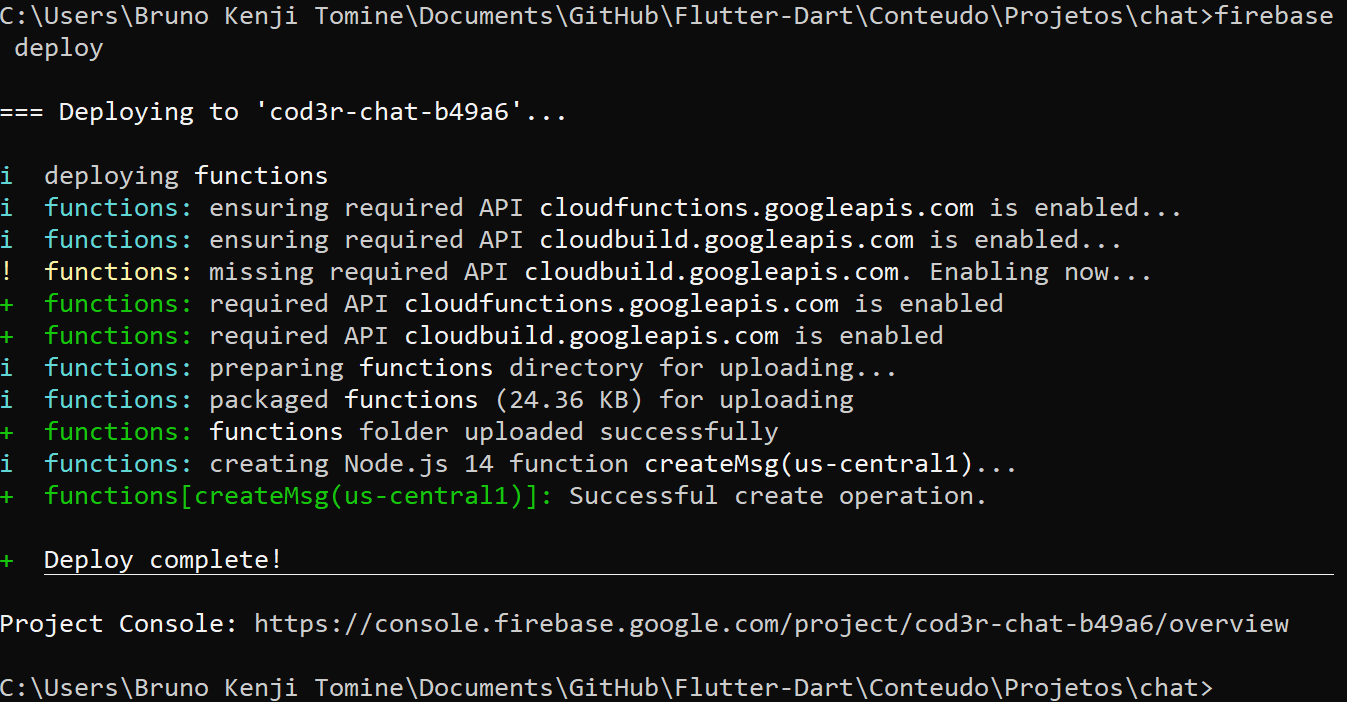 C:\Users\Bruno Kenji Tomine\Documents\GitHub\Flutter-Dart\Conteudo\Projetos\chat>firebase
 deploy
=== Deploying to 'cod3r-chat-b49a6'...
i  deploying functions
i  functions: ensuring required API cloudfunctions.googleapis.com is enabled...
i  functions: ensuring required API cloudbuild.googleapis.com is enabled...
!  functions: missing required API cloudbuild.googleapis.com. Enabling now...
+  functions: required API cloudfunctions.googleapis.com is enabled
+  functions: required API cloudbuild.googleapis.com is enabled
i  functions: preparing functions directory for uploading...
i  functions: packaged functions (24.36 KB) for uploading
+  functions: functions folder uploaded successfully
i  functions: creating Node.js 14 function createMsg(us-central1)...
+  functions[createMsg(us-central1)]: Successful create operation.
+  Deploy complete!
Project Console: https://console.firebase.google.com/project/cod3r-chat-b49a6/overview
C:\Users\Bruno Kenji Tomine\Documents\GitHub\Flutter-Dart\Conteudo\Projetos\chat>